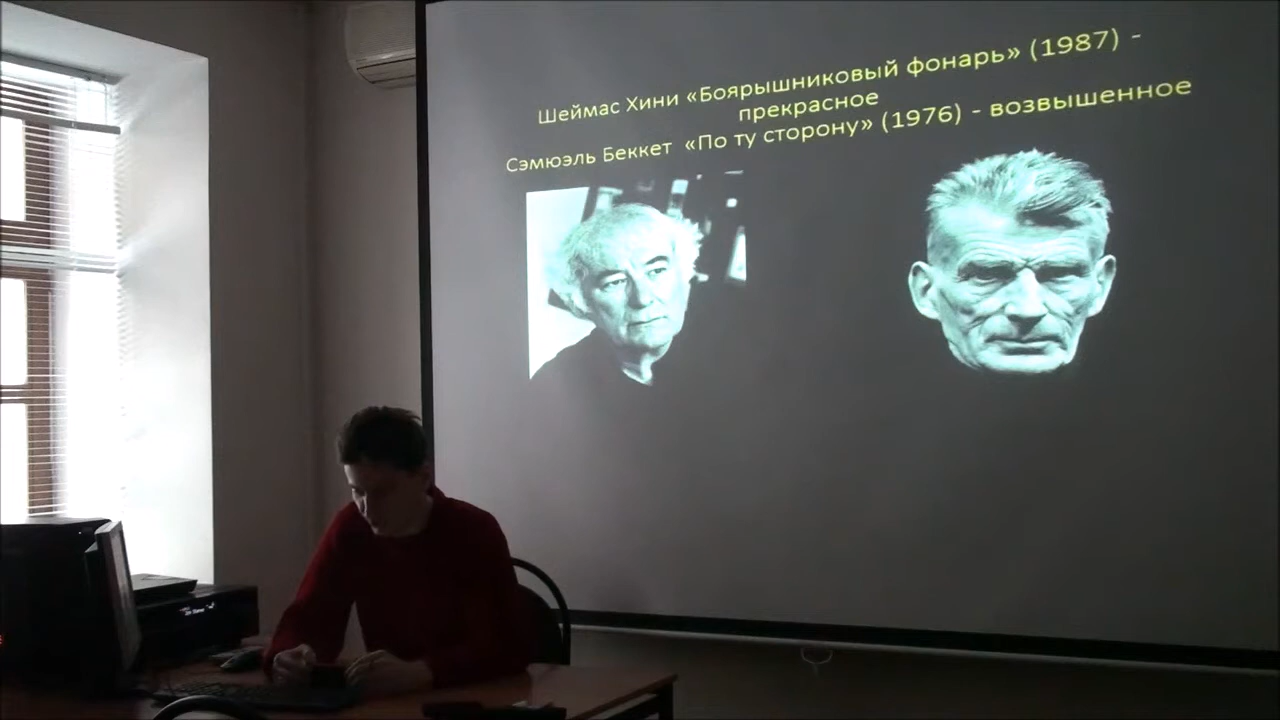 Шеймас Хини «Боярышниковый фонарь» (1987) -
прекрасное
Сэмюэль Беккет «По ту сторону» (1976) - возвышенное